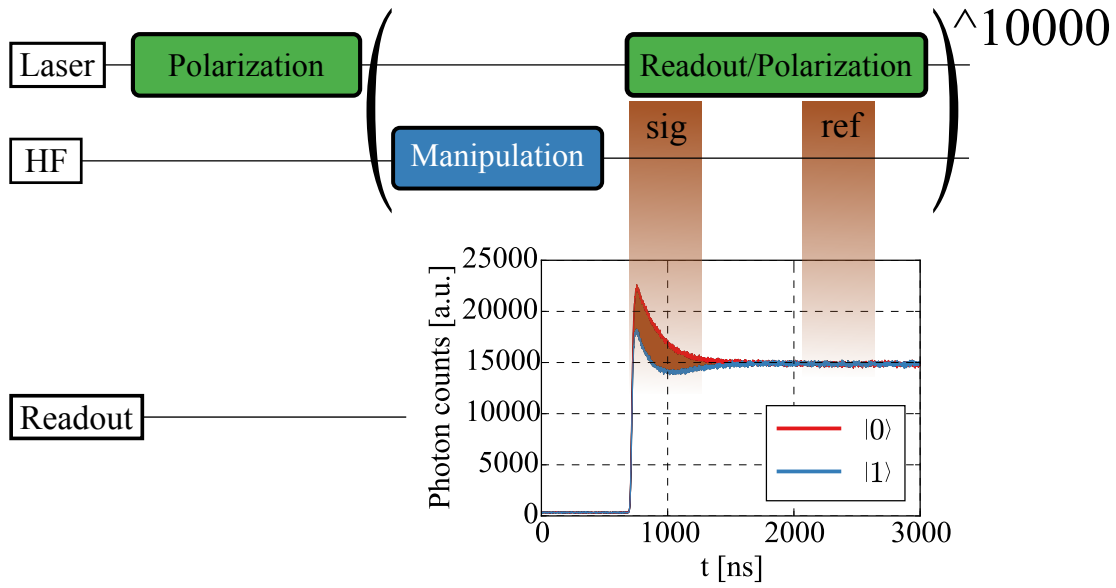 ^10000
Laser
Polarization
Readout/Polarization
sig
ref
HF
Manipulation
Readout
Photon counts [a.u.]
25000
20000
15000
10000
5000
0
|0⟩
|1⟩
0 1000 2000 3000
t [ns]